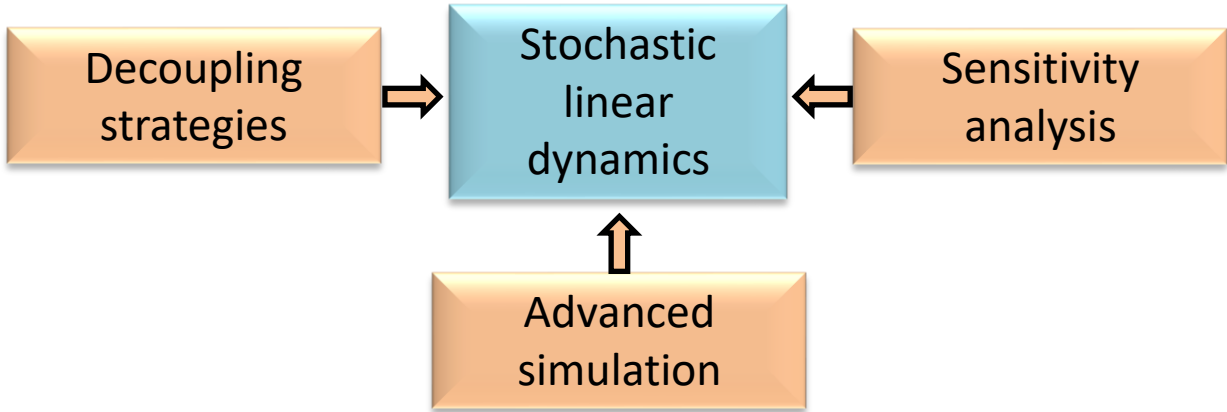 Decoupling
strategies
Stochastic
linear
dynamics
Sensitivity
analysis
Advanced
simulation